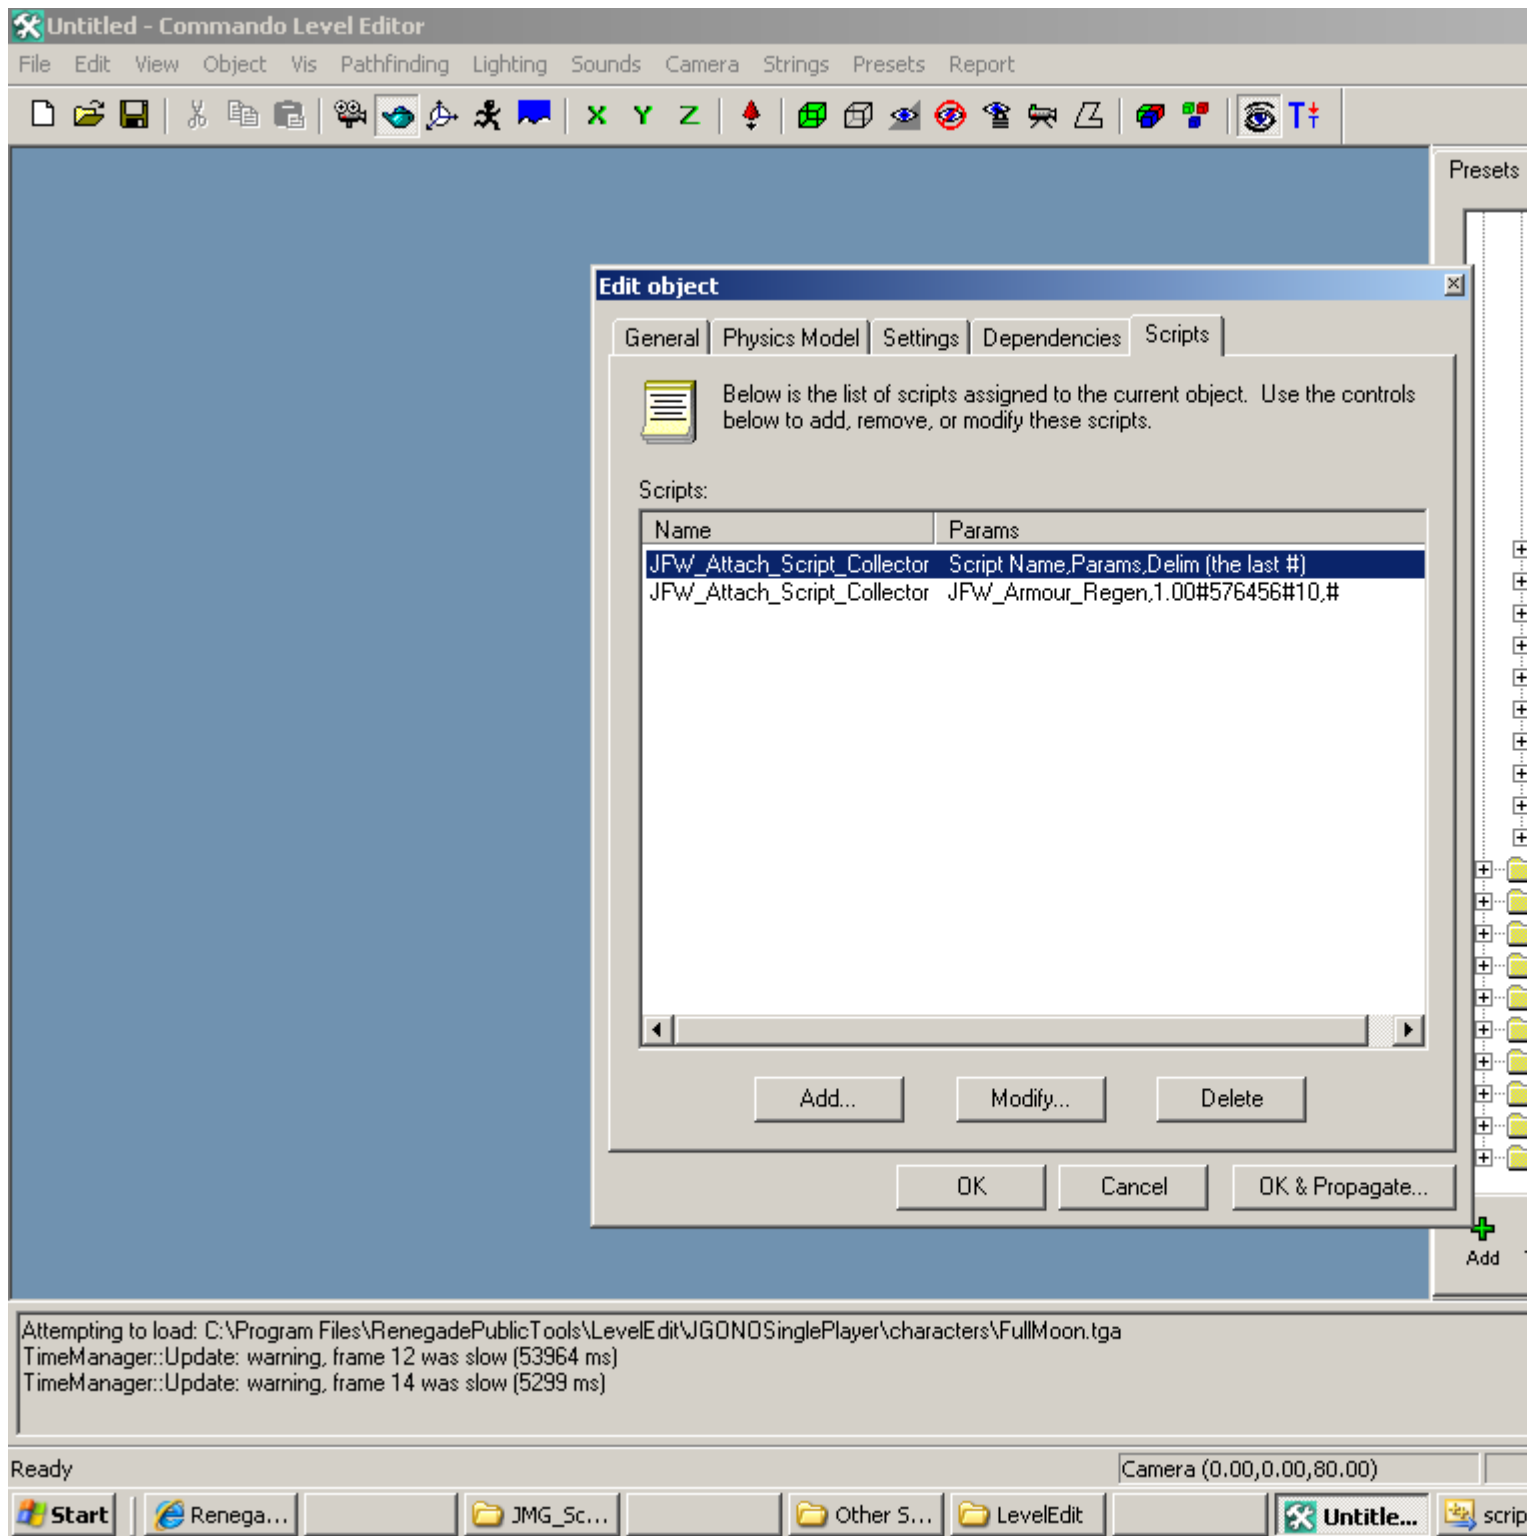 Untitled - Commando Level Editor
File Edit View Object Vis Pathfinding Lighting Sounds Camera Strings Presets Report
X Y Z T
Presets
Edit object
General Physics Model Settings Dependencies Scripts
Below is the list of scripts assigned to the current object. Use the controls
below to add, remove, or modify these scripts.
Scripts:
Name Params
JFW_Attach_Script_Collector Script Name,Params,Delim (the last #)
JFW_Attach_Script_Collector JFW_Armour_Regen,1.00#576456#10,#
Add... Modify... Delete
OK Cancel OK & Propagate...
Add
Attempting to load: C:\Program Files\RenegadePublicTools\LevelEdit\JGONOSinglePlayer\characters\FullMoon.tga
TimeManager::Update: warning, frame 12 was slow (53964 ms)
TimeManager::Update: warning, frame 14 was slow (5299 ms)
Ready Camera (0.00,0.00,80.00)
Start Renega... JMG_Sc... Other S... LevelEdit Untitle... scrip